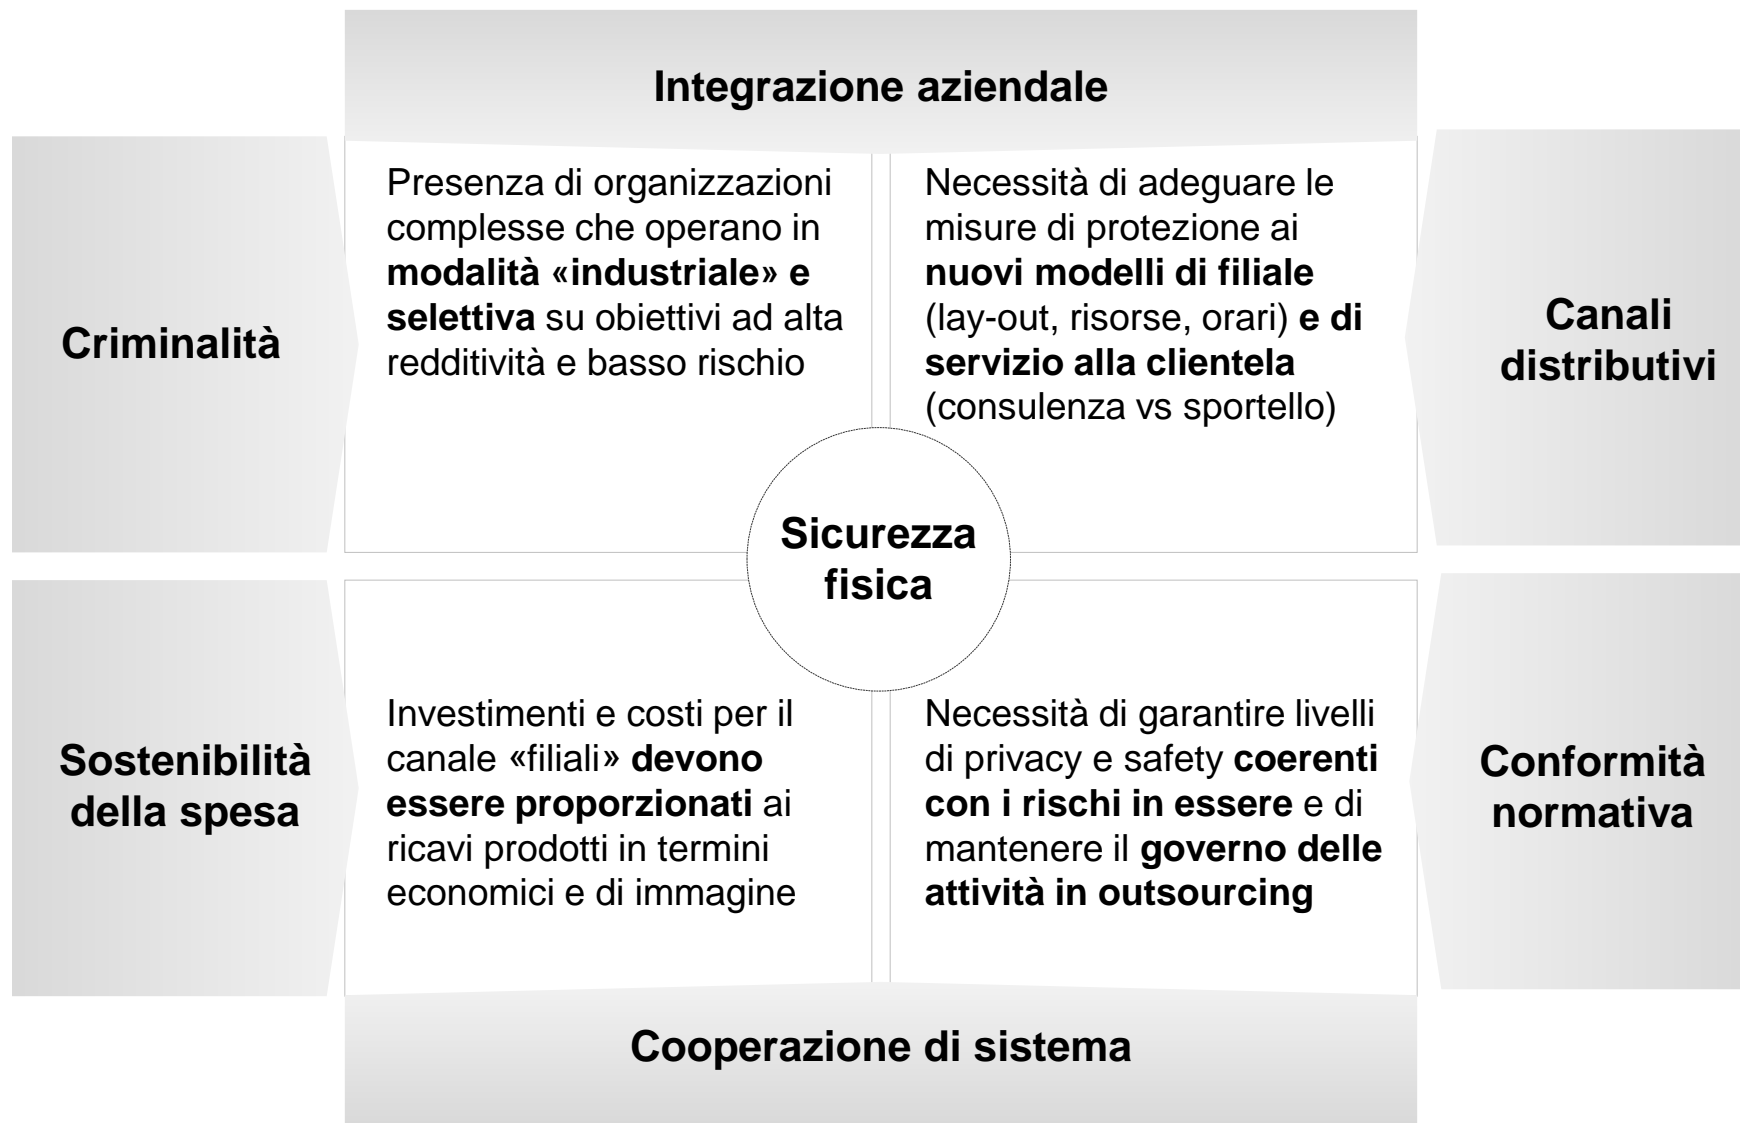 Integrazione aziendale
Criminalità
Presenza di organizzazioni
complesse che operano in
modalità «industriale» e
selettiva su obiettivi ad alta
redditività e basso rischio
Necessità di adeguare le
misure di protezione ai
nuovi modelli di filiale
(lay-out, risorse, orari) e di
servizio alla clientela
(consulenza vs sportello)
Canali
distributivi
Sicurezza
fisica
Sostenibilità
della spesa
Investimenti e costi per il
canale «filiali» devono
essere proporzionati ai
ricavi prodotti in termini
economici e di immagine
Necessità di garantire livelli
di privacy e safety coerenti
con i rischi in essere e di
mantenere il governo delle
attività in outsourcing
Conformità
normativa
Cooperazione di sistema